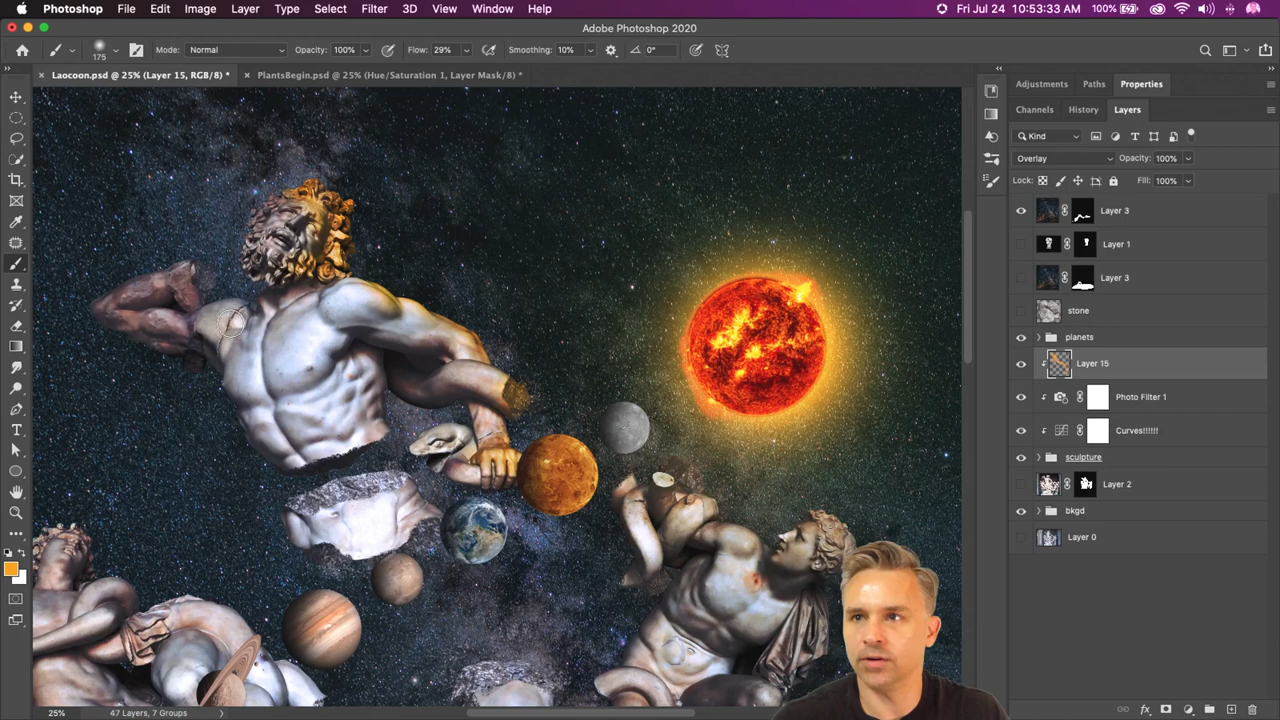 Photoshop File Edit Image Layer Type Select Filter 3D View Window Help 100% Fri Jul 24 10:53:33 AM
Adobe Photoshop 2020
175 Mode: Normal Opacity: 100% Flow: 29% Smoothing: 10% 0°
Laocoon.psd @ 25% (Layer 15, RGB/8) * PlantsBegin.psd @ 25% (Hue/Saturation 1, Layer Mask/8) *
Adjustments Paths Properties
Channels History Layers
Kind
Overlay Opacity: 100%
Lock: Fill: 100%
Layer 3
Layer 1
Layer 3
stone
planets
Layer 15
Photo Filter 1
Curves!!!!!!
sculpture
Layer 2
bkgd
Layer 0
25% 47 Layers, 7 Groups